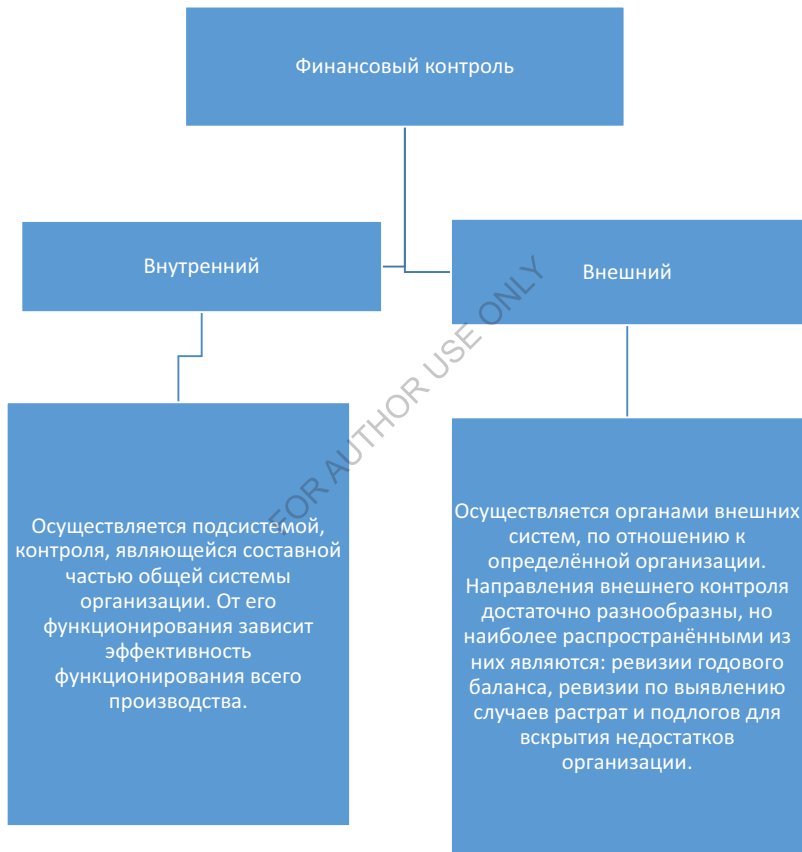 Финансовый контроль
Внутренний
Внешний
FOR AUTHOR USE ONLY
Осуществляется подсистемой,
контроля, являющейся составной
частью общей системы
организации. От его
функционирования зависит
эффективность
функционирования всего
производства.
Осуществляется органами внешних
систем, по отношению к
определённой организации.
Направления внешнего контроля
достаточно разнообразны, но
наиболее распространёнными из
них являются: ревизии годового
баланса, ревизии по выявлению
случаев растрат и подлогов для
вскрытия недостатков
организации.